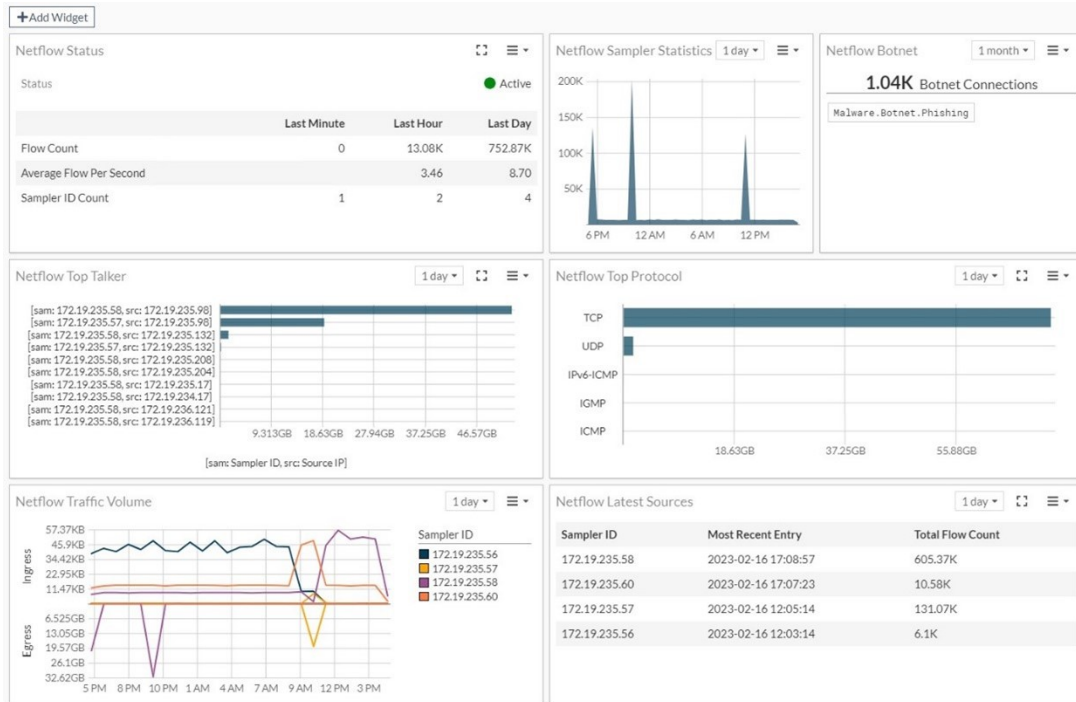 +Add Widget
Netflow Status
Status
Active
Last Minute Last Hour Last Day
Flow Count 0 13.08K 752.87K
Average Flow Per Second 3.46 8.70
Sampler ID Count 1 2 4
Netflow Sampler Statistics 1 day
200K
150K
100K
50K
6 PM 12 AM 6 AM 12 PM
Netflow Botnet 1 month
1.04K Botnet Connections
Malware.Botnet.Phishing
Netflow Top Talker 1 day
[sam: 172.19.235.58, src: 172.19.235.98]
[sam: 172.19.235.57, src: 172.19.235.98]
[sam: 172.19.235.58, src: 172.19.235.132]
[sam: 172.19.235.57, src: 172.19.235.132]
[sam: 172.19.235.58, src: 172.19.235.208]
[sam: 172.19.235.58, src: 172.19.235.204]
[sam: 172.19.235.58, src: 172.19.235.17]
[sam: 172.19.235.58, src: 172.19.234.17]
[sam: 172.19.235.58, src: 172.19.236.121]
[sam: 172.19.235.58, src: 172.19.236.119]
9.313GB 18.63GB 27.94GB 37.25GB 46.57GB
[sam: Sampler ID, src: Source IP]
Netflow Top Protocol 1 day
TCP
UDP
IPv6-ICMP
IGMP
ICMP
18.63GB 37.25GB 55.88GB
Netflow Traffic Volume 1 day
Ingress
57.37KB
45.9KB
34.42KB
22.95KB
11.47KB
Egress
6.525GB
13.05GB
19.57GB
26.1GB
32.62GB
5 PM 8 PM 10 PM 1 AM 4 AM 7 AM 9 AM 12 PM 3 PM
Sampler ID
172.19.235.56
172.19.235.57
172.19.235.58
172.19.235.60
Netflow Latest Sources 1 day
Sampler ID Most Recent Entry Total Flow Count
172.19.235.58 2023-02-16 17:08:57 605.37K
172.19.235.60 2023-02-16 17:07:23 10.58K
172.19.235.57 2023-02-16 12:05:14 131.07K
172.19.235.56 2023-02-16 12:03:14 6.1K